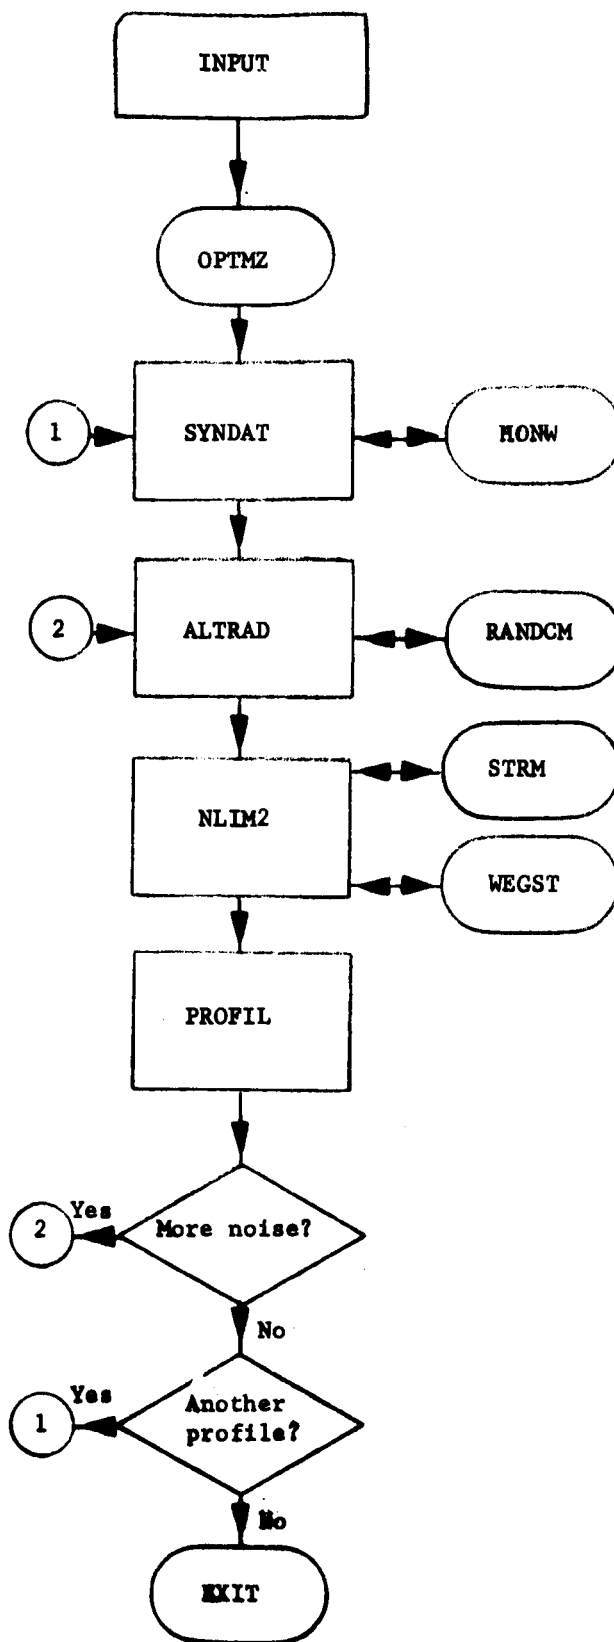 INPUT
OPTMZ
1
SYNDAT
MONW
2
ALTRAD
RANDCM
NLIM2
STRM
WEGST
PROFIL
2
Yes
More noise?
No
1
Yes
Another
profile?
No
EXIT